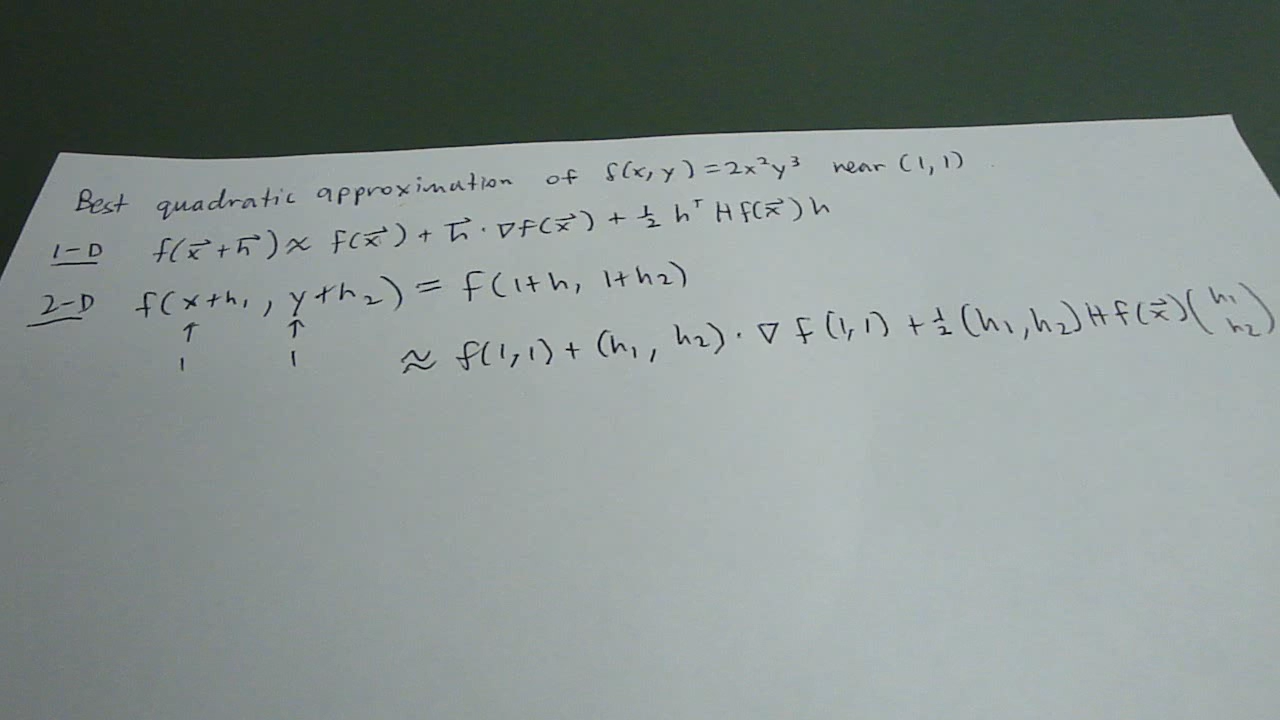 Best quadratic approximation of f(x, y) = 2x²y³ near (1, 1)
1-D f(x⃗ + h⃗) ≈ f(x⃗) + h⃗ · ∇f(x⃗) + ½ hᵀ Hf(x⃗) h
2-D f(x+h₁, y+h₂) = f(1+h, 1+h₂)
↑ ↑
1 1 ≈ f(1,1) + (h₁, h₂) · ∇f(1,1) + ½ (h₁, h₂) Hf(x⃗) (h₁ h₂)